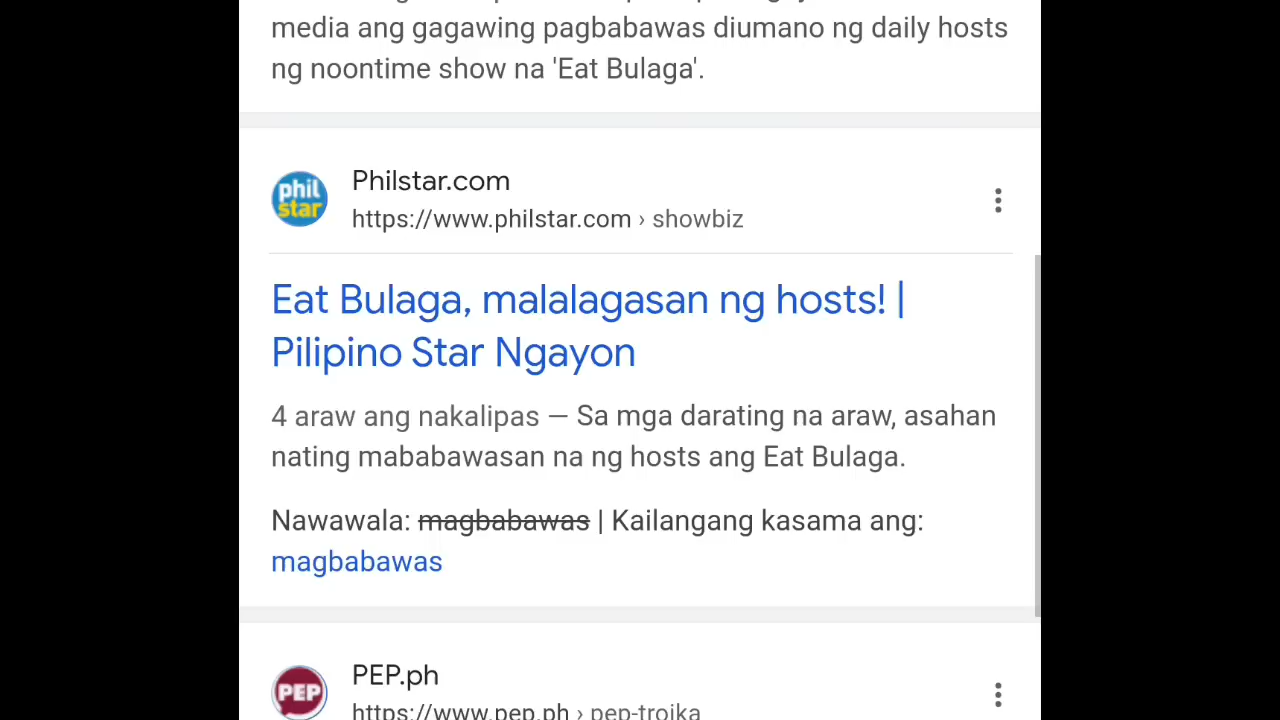 media ang gagawing pagbabawas diumano ng daily hosts
ng noontime show na 'Eat Bulaga'.
phil
star
Philstar.com
https://www.philstar.com › showbiz
Eat Bulaga, malalagasan ng hosts! |
Pilipino Star Ngayon
4 araw ang nakalipas — Sa mga darating na araw, asahan
nating mababawasan na ng hosts ang Eat Bulaga.
Nawawala: magbabawas | Kailangang kasama ang:
magbabawas
PEP
PEP.ph
https://www.pep.ph › pep-troika